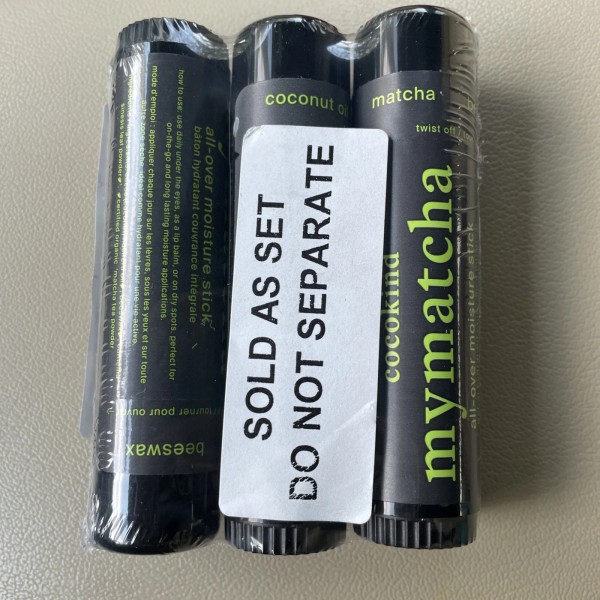 all-over moisture stick
bâton hydratant couvrance intégrale
how to use: use daily under the eyes, as a lip balm, or on dry spots. perfect for
on-the-go and long lasting moisture applications.
mode d'emploi : appliquer chaque jour sur les lèvres, sous les yeux et sur toute
tourner pour ouvrir
beeswax
coconut oil
SOLD AS SET
DO NOT SEPARATE
matcha
twist off
cocokind
mymatcha
all-over moisture stick